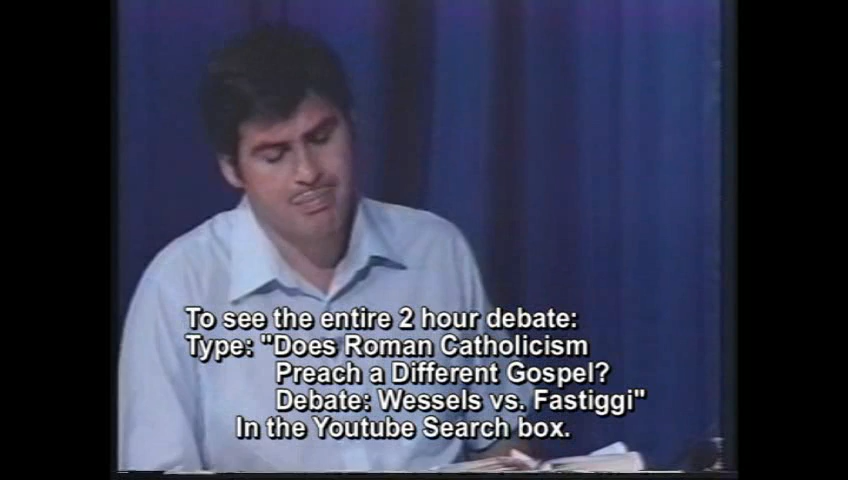 To see the entire 2 hour debate:
Type: "Does Roman Catholicism
Preach a Different Gospel?
Debate: Wessels vs. Fastiggi"
In the Youtube Search box.